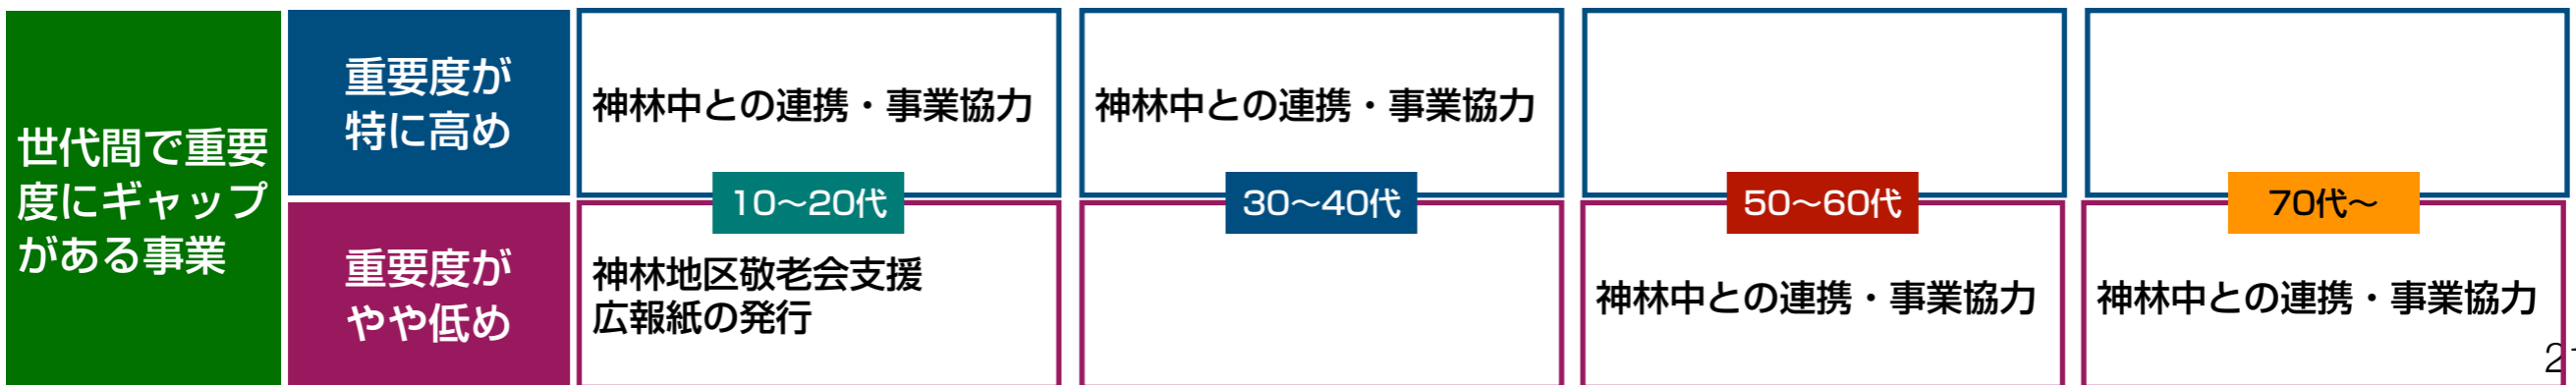 世代間で重要
度にギャップ
がある事業
重要度が
特に高め
神林中との連携・事業協力
神林中との連携・事業協力
10～20代
30～40代
50～60代
70代～
重要度が
やや低め
神林地区敬老会支援
広報紙の発行
神林中との連携・事業協力
神林中との連携・事業協力